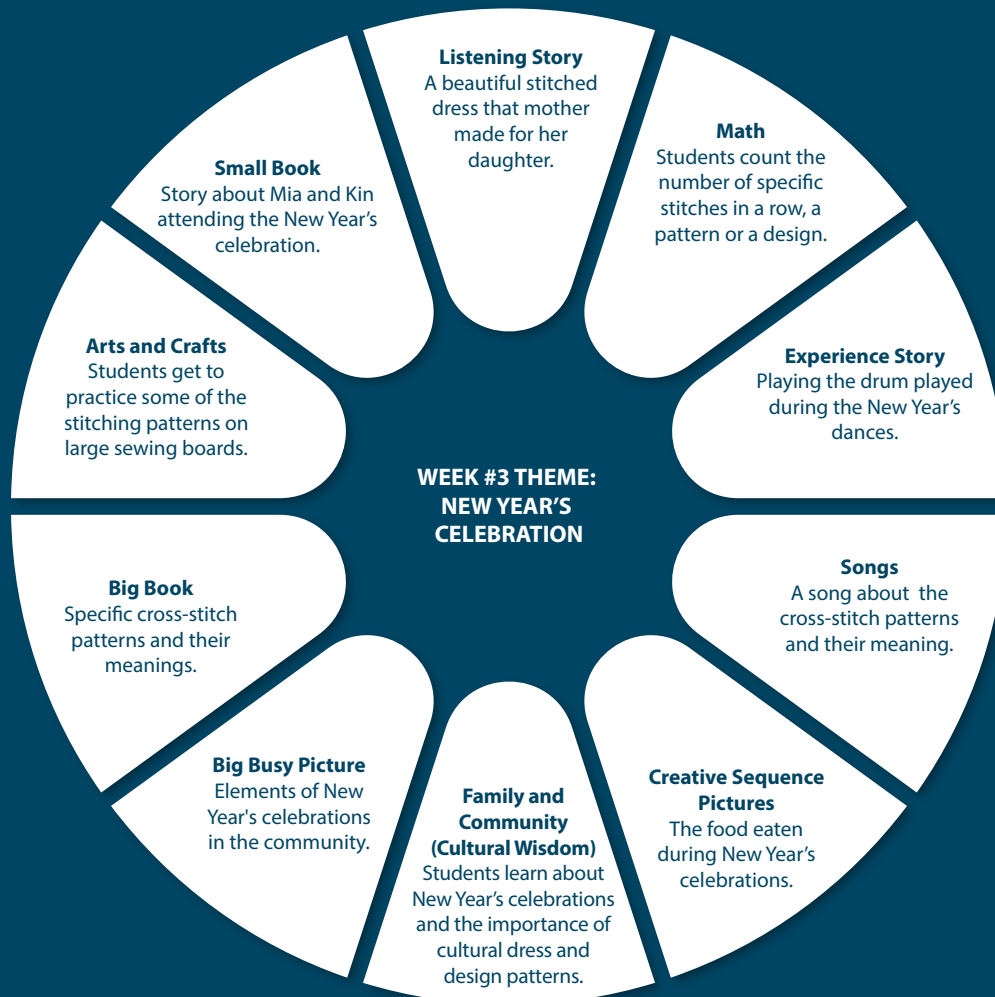 Listening Story
A beautiful stitched
dress that mother
made for her
daughter.
Math
Students count the
number of specific
stitches in a row, a
pattern or a design.
Experience Story
Playing the drum played
during the New Year’s
dances.
Songs
A song about the
cross-stitch patterns
and their meaning.
Creative Sequence
Pictures
The food eaten
during New Year’s
celebrations.
Family and
Community
(Cultural Wisdom)
Students learn about
New Year’s celebrations
and the importance of
cultural dress and
design patterns.
Big Busy Picture
Elements of New
Year's celebrations
in the community.
Big Book
Specific cross-stitch
patterns and their
meanings.
Arts and Crafts
Students get to
practice some of the
stitching patterns on
large sewing boards.
Small Book
Story about Mia and Kin
attending the New Year’s
celebration.
WEEK #3 THEME:
NEW YEAR’S
CELEBRATION